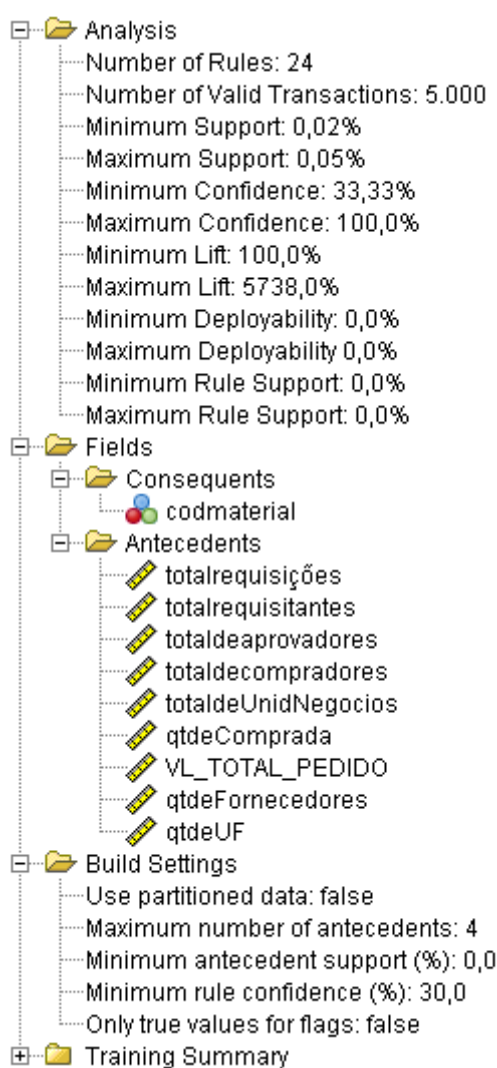 Analysis
Number of Rules: 24
Number of Valid Transactions: 5.000
Minimum Support: 0,02%
Maximum Support: 0,05%
Minimum Confidence: 33,33%
Maximum Confidence: 100,0%
Minimum Lift: 100,0%
Maximum Lift: 5738,0%
Minimum Deployability: 0,0%
Maximum Deployability 0,0%
Minimum Rule Support: 0,0%
Maximum Rule Support: 0,0%
Fields
Consequents
codmaterial
Antecedents
totalrequisiçőes
totalrequisitantes
totaldeaprovadores
totaldecompradores
totaldeUnidNegocios
qtdeComprada
VL_TOTAL_PEDIDO
qtdeFornecedores
qtdeUF
Build Settings
Use partitioned data: false
Maximum number of antecedents: 4
Minimum antecedent support (%): 0,0
Minimum rule confidence (%): 30,0
Only true values for flags: false
Training Summary